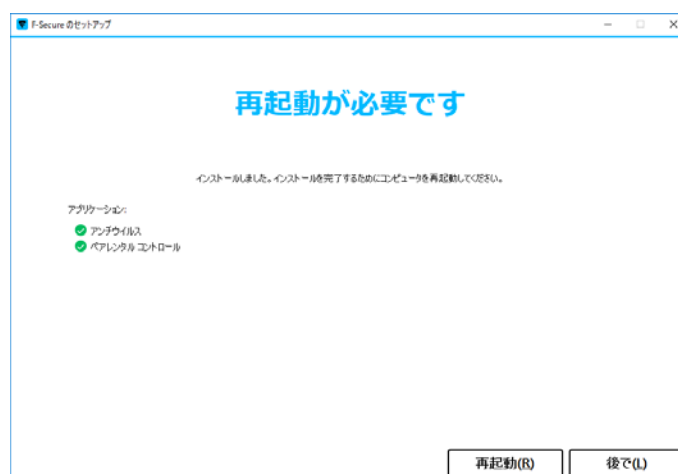 F-Secure のセットアップ
再起動が必要です
インストールしました。インストールを完了するためにコンピュータを再起動してください。
アプリケーション:
アンチウイルス
ペアレンタル コントロール
再起動(R)
後で(L)